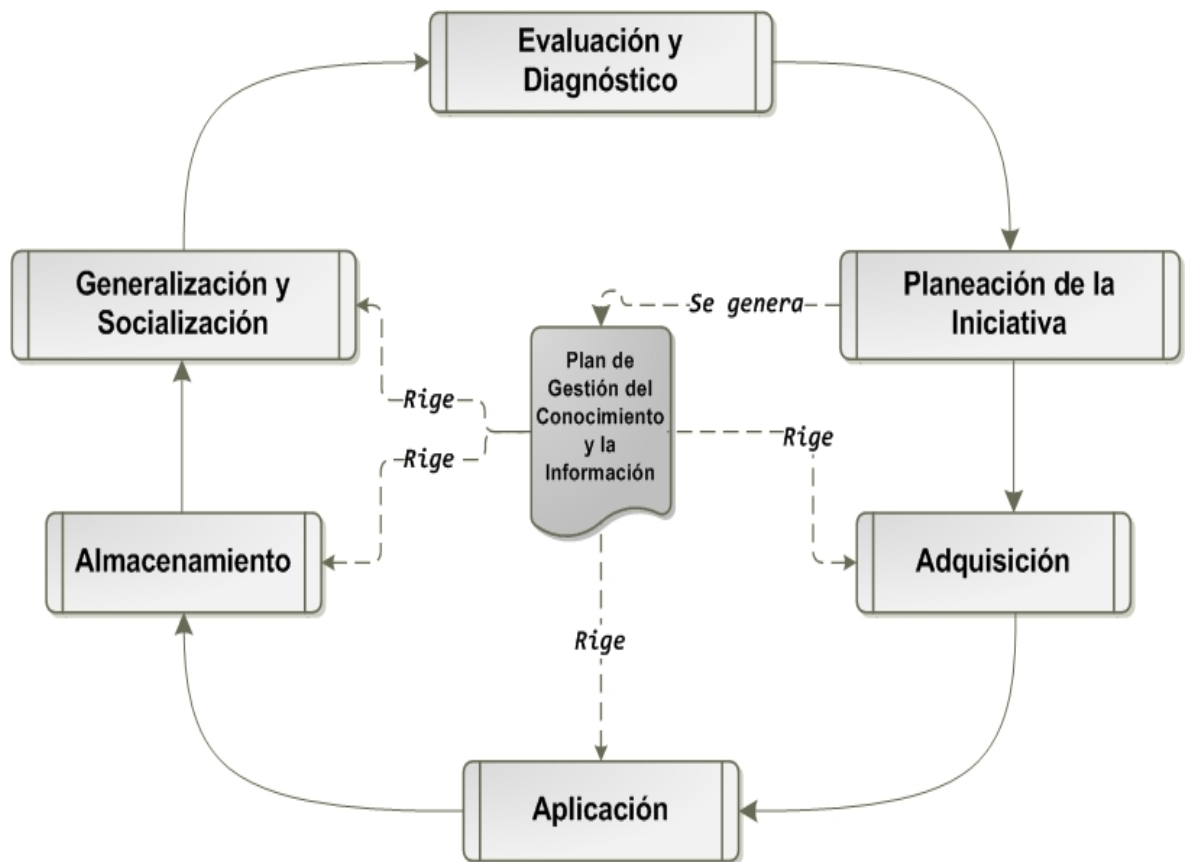 Evaluación y
Diagnóstico
Generalización y
Socialización
Planeación de la
Iniciativa
Se genera
Plan de
Gestión del
Conocimiento
y la
Información
Rige
Rige
Rige
Almacenamiento
Adquisición
Rige
Aplicación